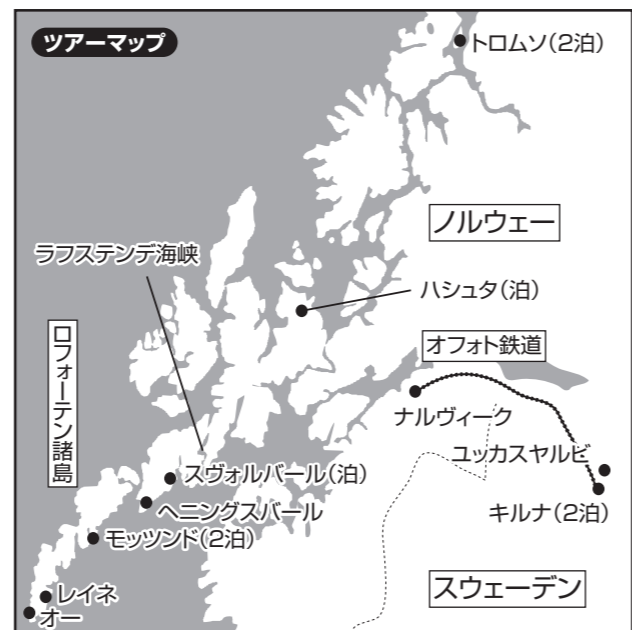 ツアーマップ
トロムソ(2泊)
ノルウェー
ラフステンデ海峡
ハシュタ(泊)
オフォト鉄道
ロフォーテン諸島
ナルヴィーク
ユッカスヤルビ
スヴォルバール(泊)
キルナ(2泊)
ヘニングスバール
モッツンド(2泊)
スウェーデン
レイネ
オー